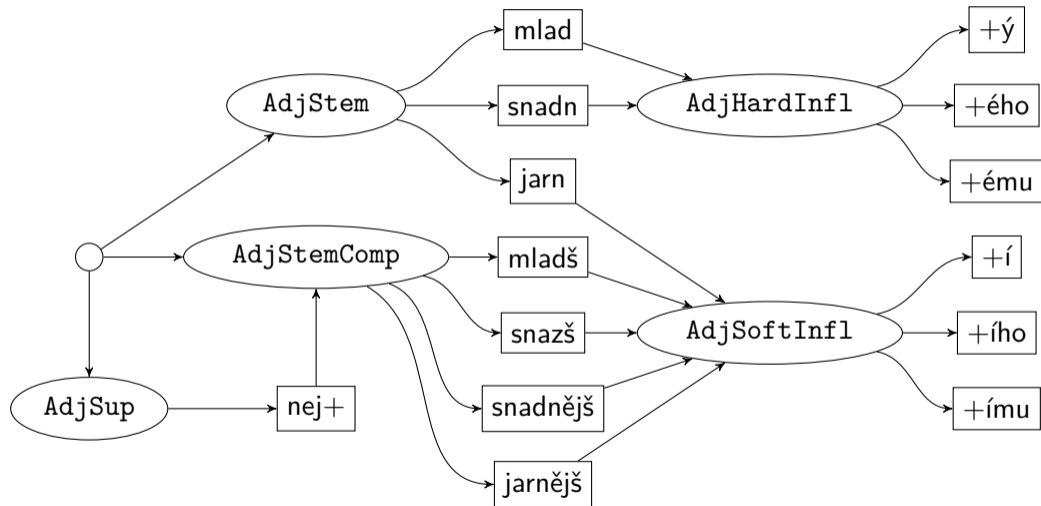 mlad
+ý
AdjStem
snadn
AdjHardInfl
+ého
jarn
+ému
AdjStemComp
mladš
+í
snazš
AdjSoftInfl
+ího
AdjSup
nej+
snadnějš
+ímu
jarnějš